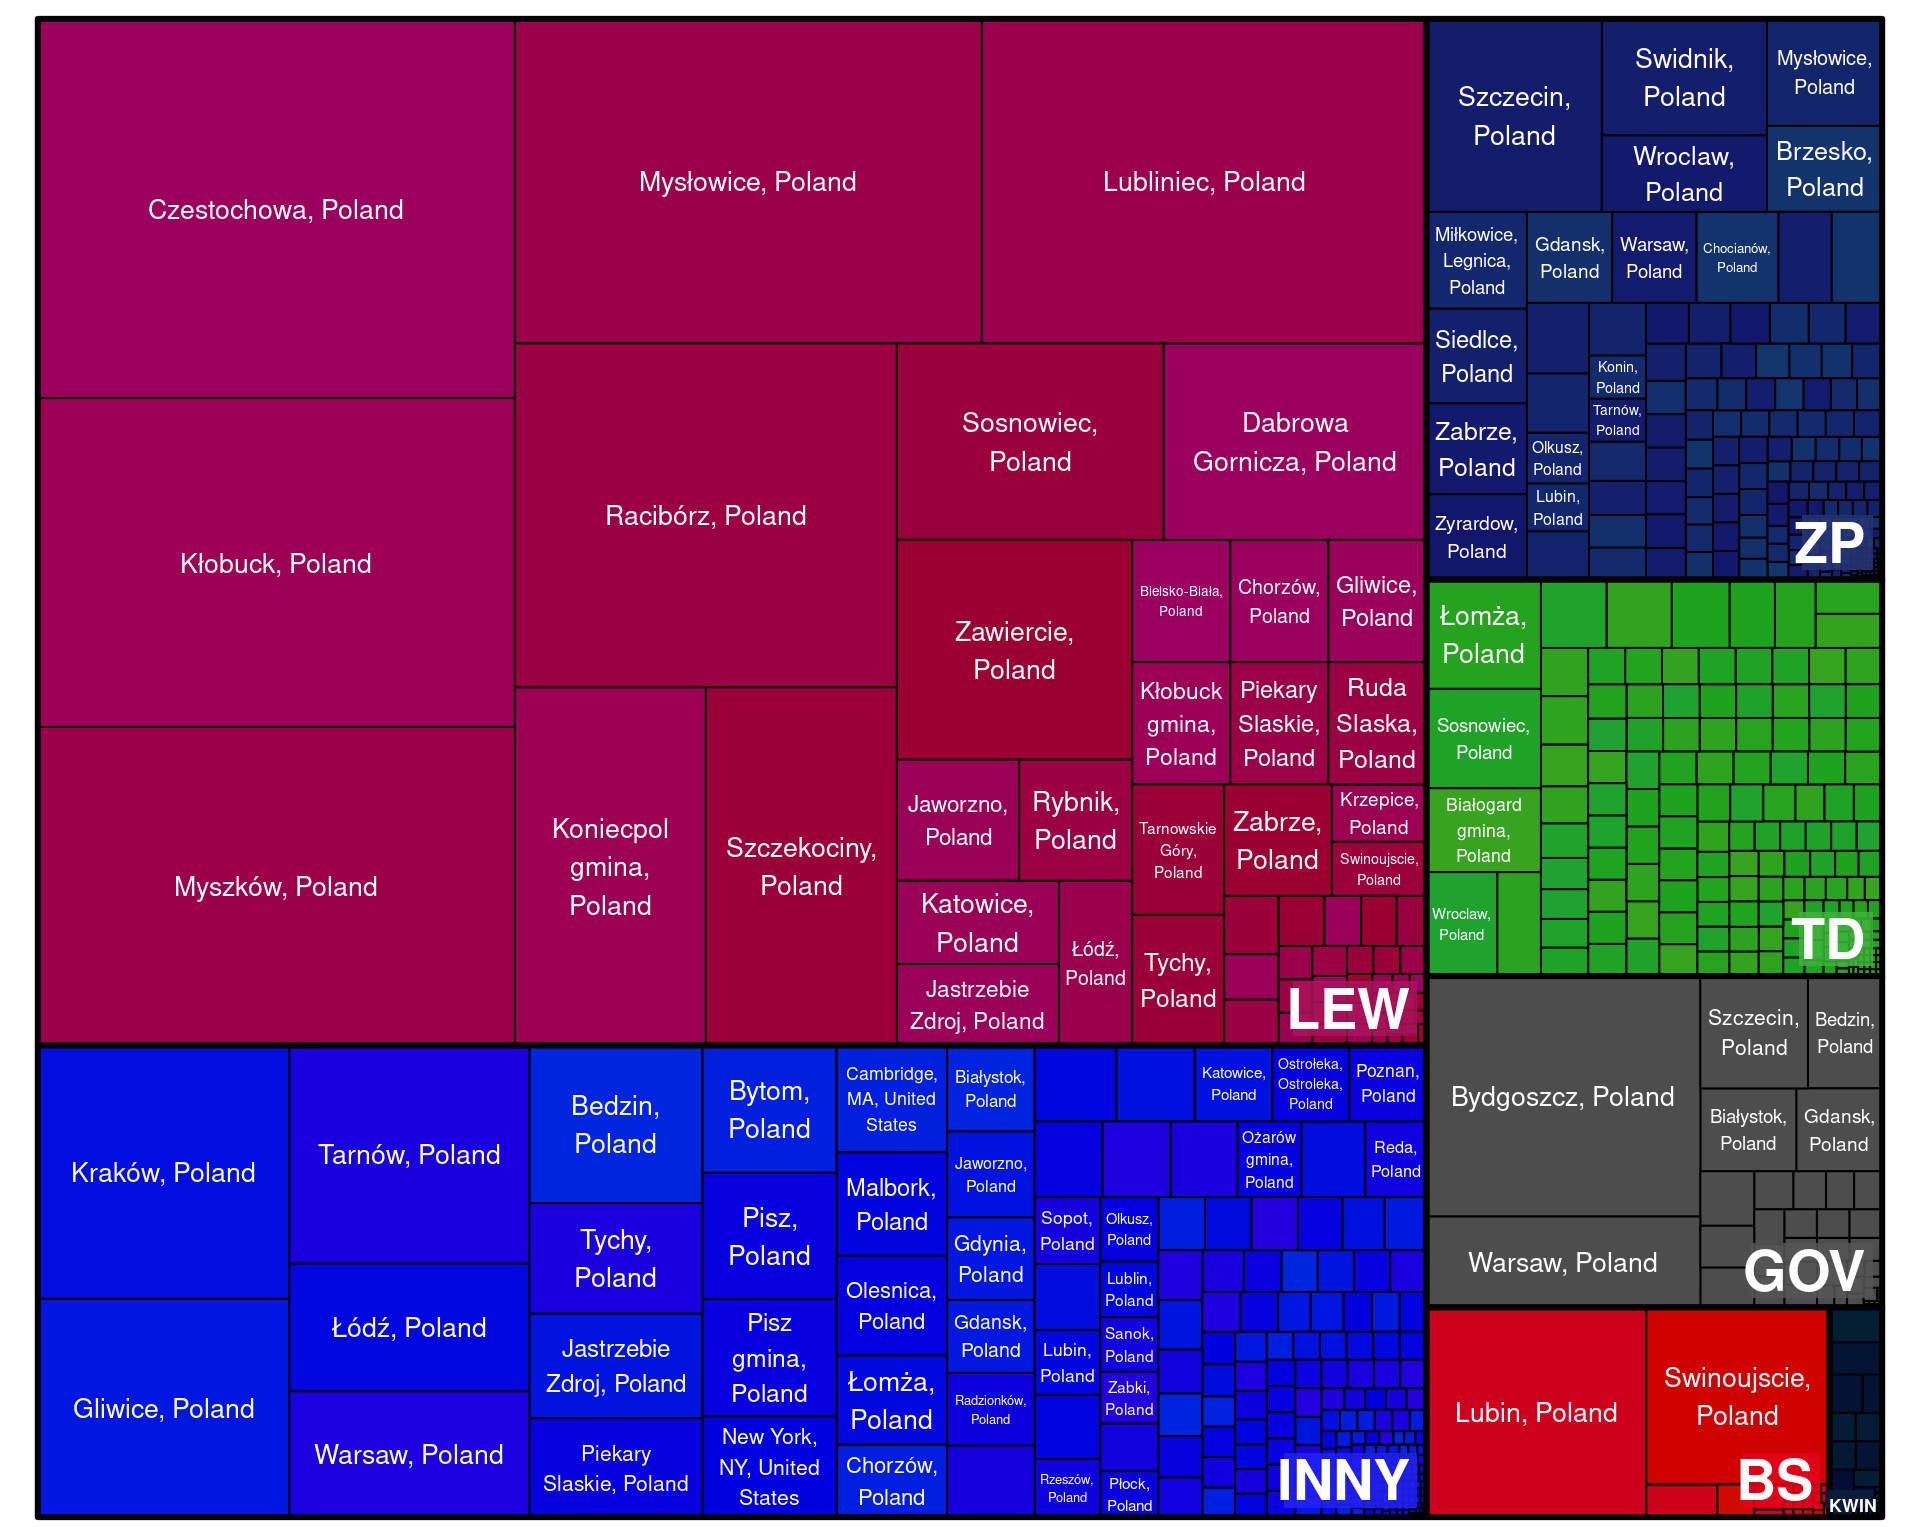 Czestochowa, Poland
Kłobuck, Poland
Myszków, Poland
Mysłowice, Poland
Lubliniec, Poland
Racibórz, Poland
Sosnowiec,
Poland
Dabrowa
Gornicza, Poland
Koniecpol
gmina,
Poland
Szczekociny,
Poland
Zawiercie,
Poland
Bielsko-Biała,
Poland
Chorzów,
Poland
Gliwice,
Poland
Kłobuck
gmina,
Poland
Piekary
Slaskie,
Poland
Ruda
Slaska,
Poland
Jaworzno,
Poland
Rybnik,
Poland
Katowice,
Poland
Jastrzebie
Zdroj, Poland
Łódź,
Poland
Tarnowskie
Góry,
Poland
Tychy,
Poland
Zabrze,
Poland
Krzepice,
Poland
Swinoujscie,
Poland
LEW
Szczecin,
Poland
Swidnik,
Poland
Wroclaw,
Poland
Mysłowice,
Poland
Brzesko,
Poland
Miłkowice,
Legnica,
Poland
Siedlce,
Poland
Zabrze,
Poland
Zyrardow,
Poland
Gdansk,
Poland
Warsaw,
Poland
Chocianów,
Poland
Konin,
Poland
Tarnów,
Poland
Olkusz,
Poland
Lubin,
Poland
ZP
Łomża,
Poland
Sosnowiec,
Poland
Białogard
gmina,
Poland
Wroclaw,
Poland
TD
Bydgoszcz, Poland
Warsaw, Poland
Szczecin,
Poland
Bedzin,
Poland
Białystok,
Poland
Gdansk,
Poland
GOV
Lubin, Poland
Swinoujscie,
Poland
BS
KWIN
Kraków, Poland
Gliwice, Poland
Tarnów, Poland
Łódź, Poland
Warsaw, Poland
Bedzin,
Poland
Tychy,
Poland
Jastrzebie
Zdroj, Poland
Piekary
Slaskie, Poland
Bytom,
Poland
Pisz,
Poland
Pisz
gmina,
Poland
New York,
NY, United
States
Cambridge,
MA, United
States
Malbork,
Poland
Olesnica,
Poland
Łomża,
Poland
Chorzów,
Poland
Białystok,
Poland
Jaworzno,
Poland
Gdynia,
Poland
Gdansk,
Poland
Radzionków,
Poland
Katowice,
Poland
Ostrołeka,
Ostroleka,
Poland
Poznan,
Poland
Ożarów
gmina,
Poland
Reda,
Poland
Sopot,
Poland
Olkusz,
Poland
Lublin,
Poland
Lubin,
Poland
Sanok,
Poland
Zabki,
Poland
Rzeszów,
Poland
Płock,
Poland
INNY